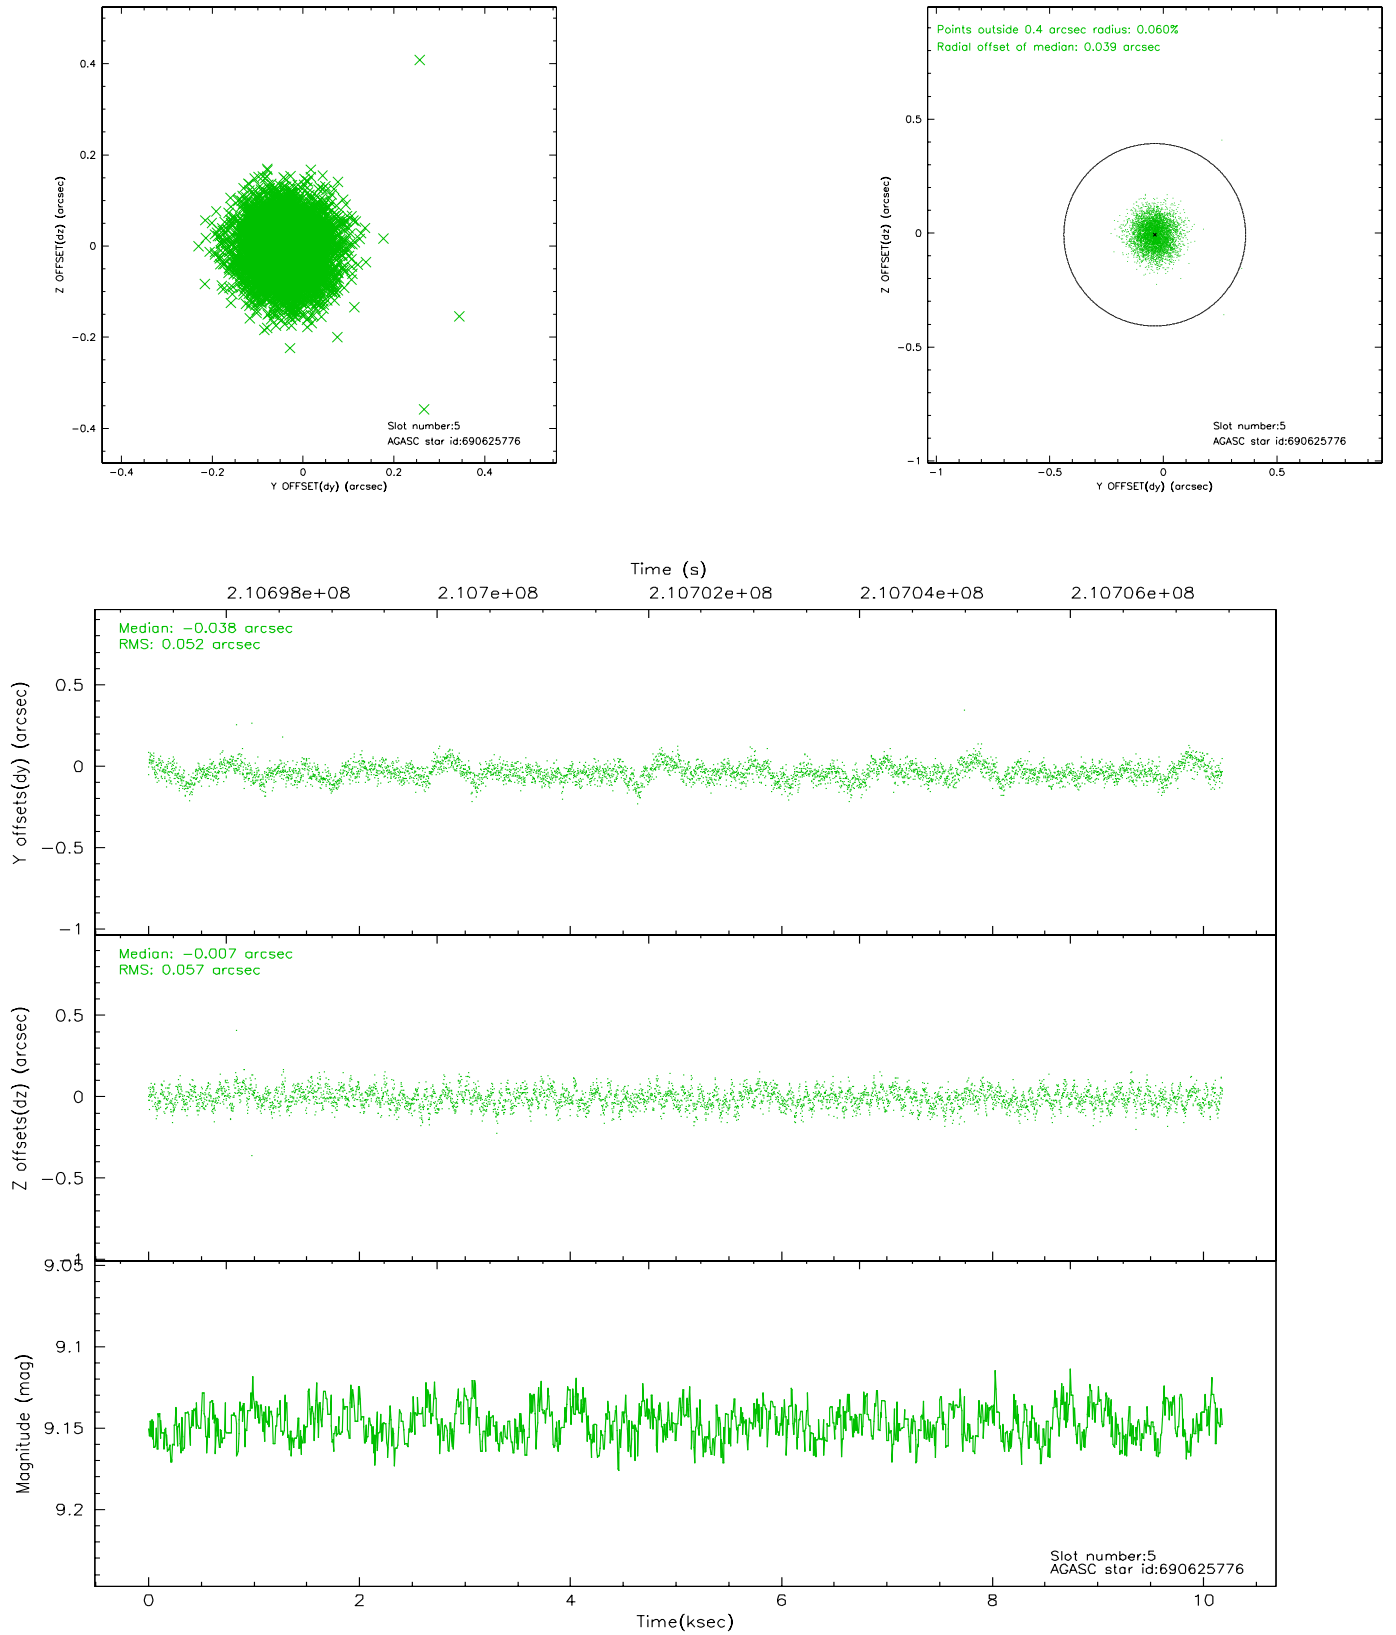 0.4
0.2
0
-0.2
-0.4
Z OFFSET(dz) (arcsec)
-0.4 -0.2 0 0.2 0.4
Y OFFSET(dy) (arcsec)
Slot number:5
AGASC star id:690625776
Points outside 0.4 arcsec radius: 0.060%
Radial offset of median: 0.039 arcsec
0.5
0
-0.5
-1
Z OFFSET(dz) (arcsec)
-1 -0.5 0 0.5
Y OFFSET(dy) (arcsec)
Slot number:5
AGASC star id:690625776
Time (s)
2.10698e+08 2.107e+08 2.10702e+08 2.10704e+08 2.10706e+08
Median: -0.038 arcsec
RMS: 0.052 arcsec
0.5
0
-0.5
-1
Y offsets(dy) (arcsec)
Median: -0.007 arcsec
RMS: 0.057 arcsec
0.5
0
-0.5
-1
Z offsets(dz) (arcsec)
9.05
9.1
9.15
9.2
Magnitude (mag)
Slot number:5
AGASC star id:690625776
0 2 4 6 8 10
Time(ksec)